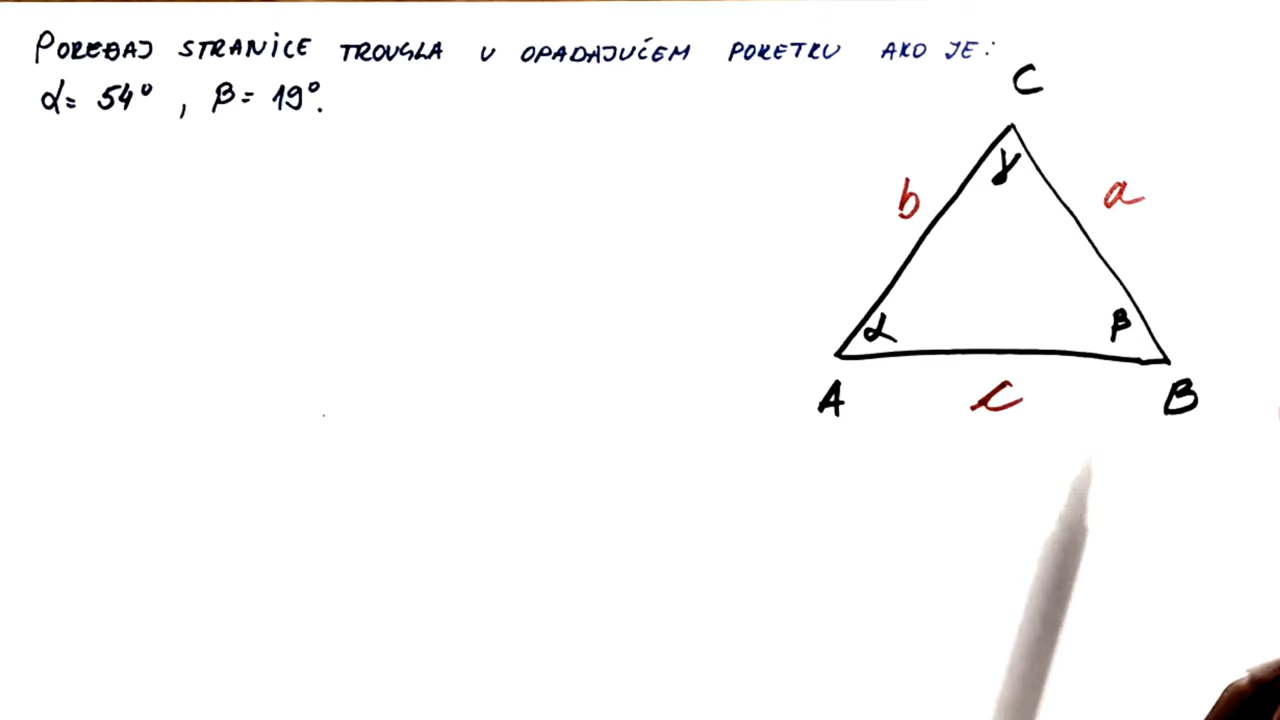 POREĐAJ STRANICE TROUGLA U OPADAJUĆEM PORETKU AKO JE:
α= 54° , β= 19°.
C
γ
b
a
α
β
A
c
B